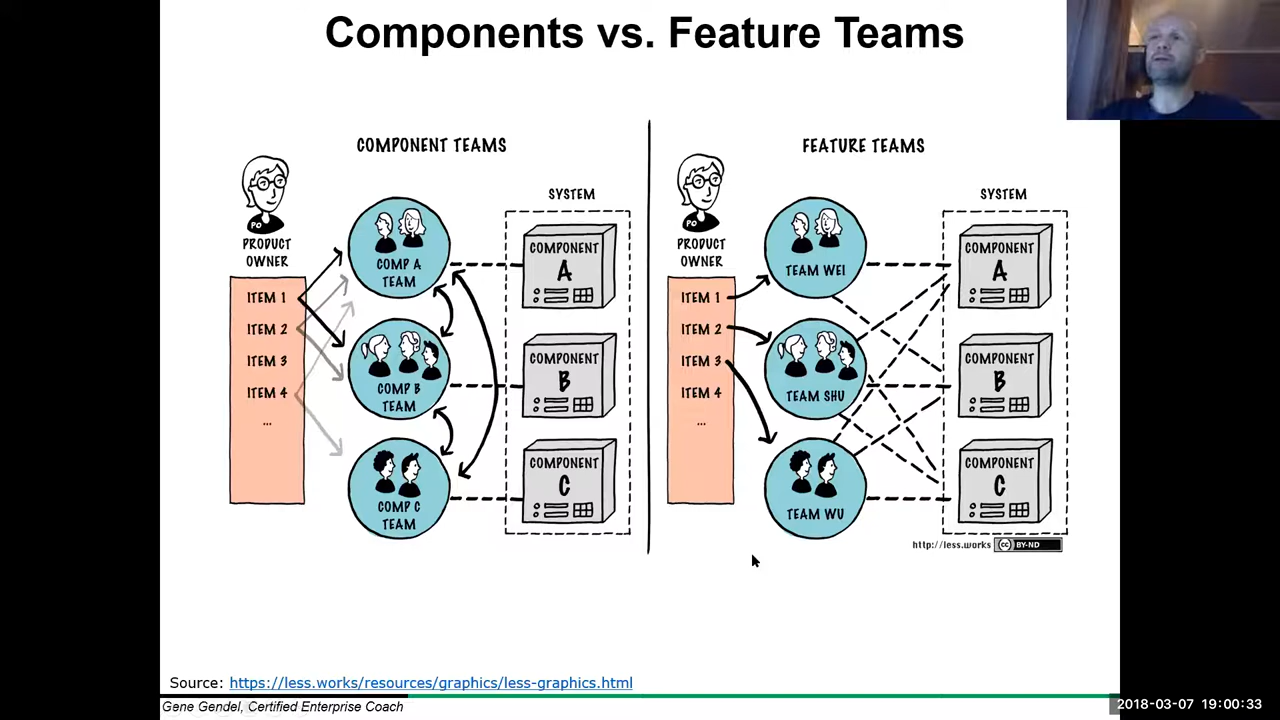 Components vs. Feature Teams
COMPONENT TEAMS
PO
PRODUCT
OWNER
ITEM 1
ITEM 2
ITEM 3
ITEM 4
...
COMP A
TEAM
COMP B
TEAM
COMP C
TEAM
SYSTEM
COMPONENT
A
COMPONENT
B
COMPONENT
C
FEATURE TEAMS
PO
PRODUCT
OWNER
ITEM 1
ITEM 2
ITEM 3
ITEM 4
...
TEAM WEI
TEAM SHU
TEAM WU
SYSTEM
COMPONENT
A
COMPONENT
B
COMPONENT
C
http://less.works cc BY-ND
Source: https://less.works/resources/graphics/less-graphics.html
Gene Gendel, Certified Enterprise Coach
2018-03-07 19:00:33